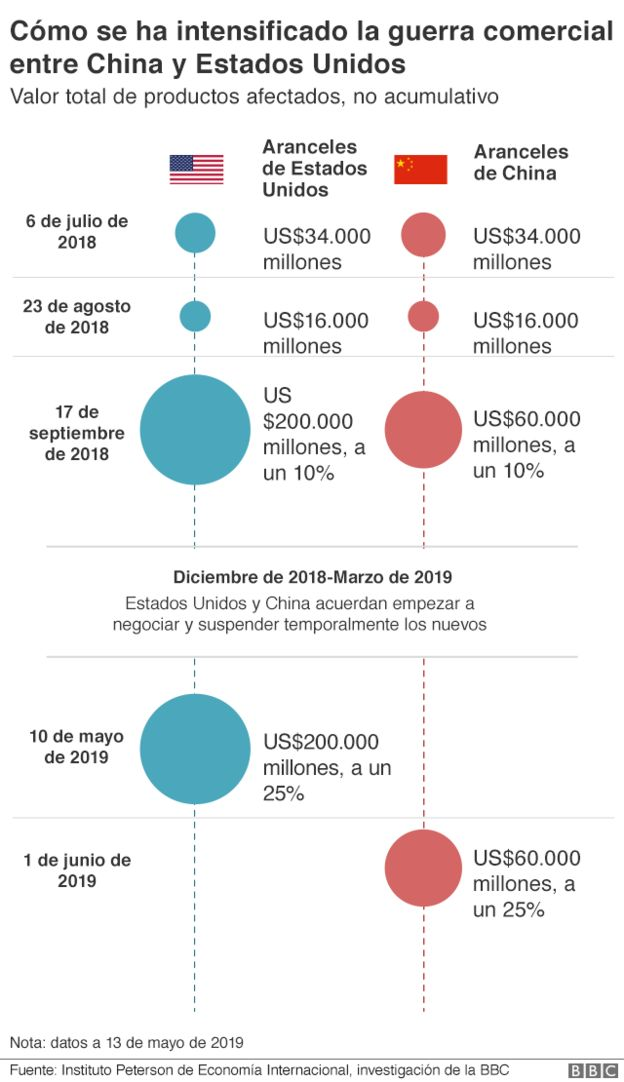 Cómo se ha intensificado la guerra comercial
entre China y Estados Unidos
Valor total de productos afectados, no acumulativo
Aranceles
de Estados
Unidos
Aranceles
de China
6 de julio de
2018
US$34.000
millones
US$34.000
millones
23 de agosto
de 2018
US$16.000
millones
US$16.000
millones
17 de
septiembre
de 2018
US
$200.000
millones, a
un 10%
US$60.000
millones, a
un 10%
Diciembre de 2018-Marzo de 2019
Estados Unidos y China acuerdan empezar a
negociar y suspender temporalmente los nuevos
10 de mayo
de 2019
US$200.000
millones, a un
25%
1 de junio de
2019
US$60.000
millones, a
un 25%
Nota: datos a 13 de mayo de 2019
Fuente: Instituto Peterson de Economía Internacional, investigación de la BBC
BBC